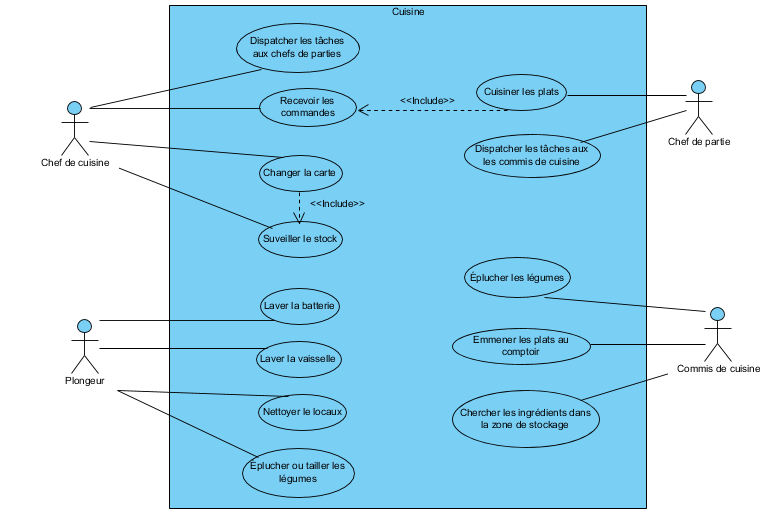 Cuisine
Dispatcher les tâches
aux chefs de parties
Recevoir les
commandes
<<Include>>
Cuisiner les plats
Chef de cuisine
Chef de partie
Dispatcher les tâches aux
les commis de cuisine
Changer la carte
<<Include>>
Suveiller le stock
Éplucher les légumes
Laver la batterie
Emmener les plats au
comptoir
Laver la vaisselle
Plongeur
Commis de cuisine
Nettoyer le locaux
Chercher les ingrédients dans
la zone de stockage
Éplucher ou tailler les
légumes